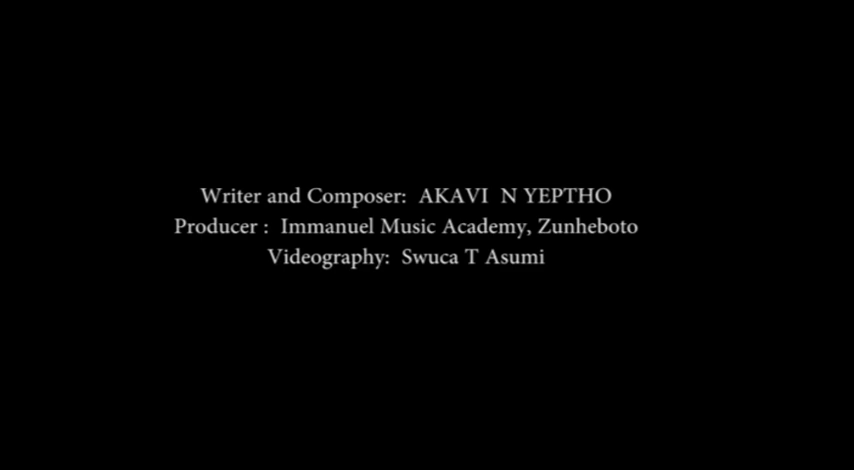 Writer and Composer: AKAVI N YEPTHO
Producer : Immanuel Music Academy, Zunheboto
Videography: Swuca T Asumi